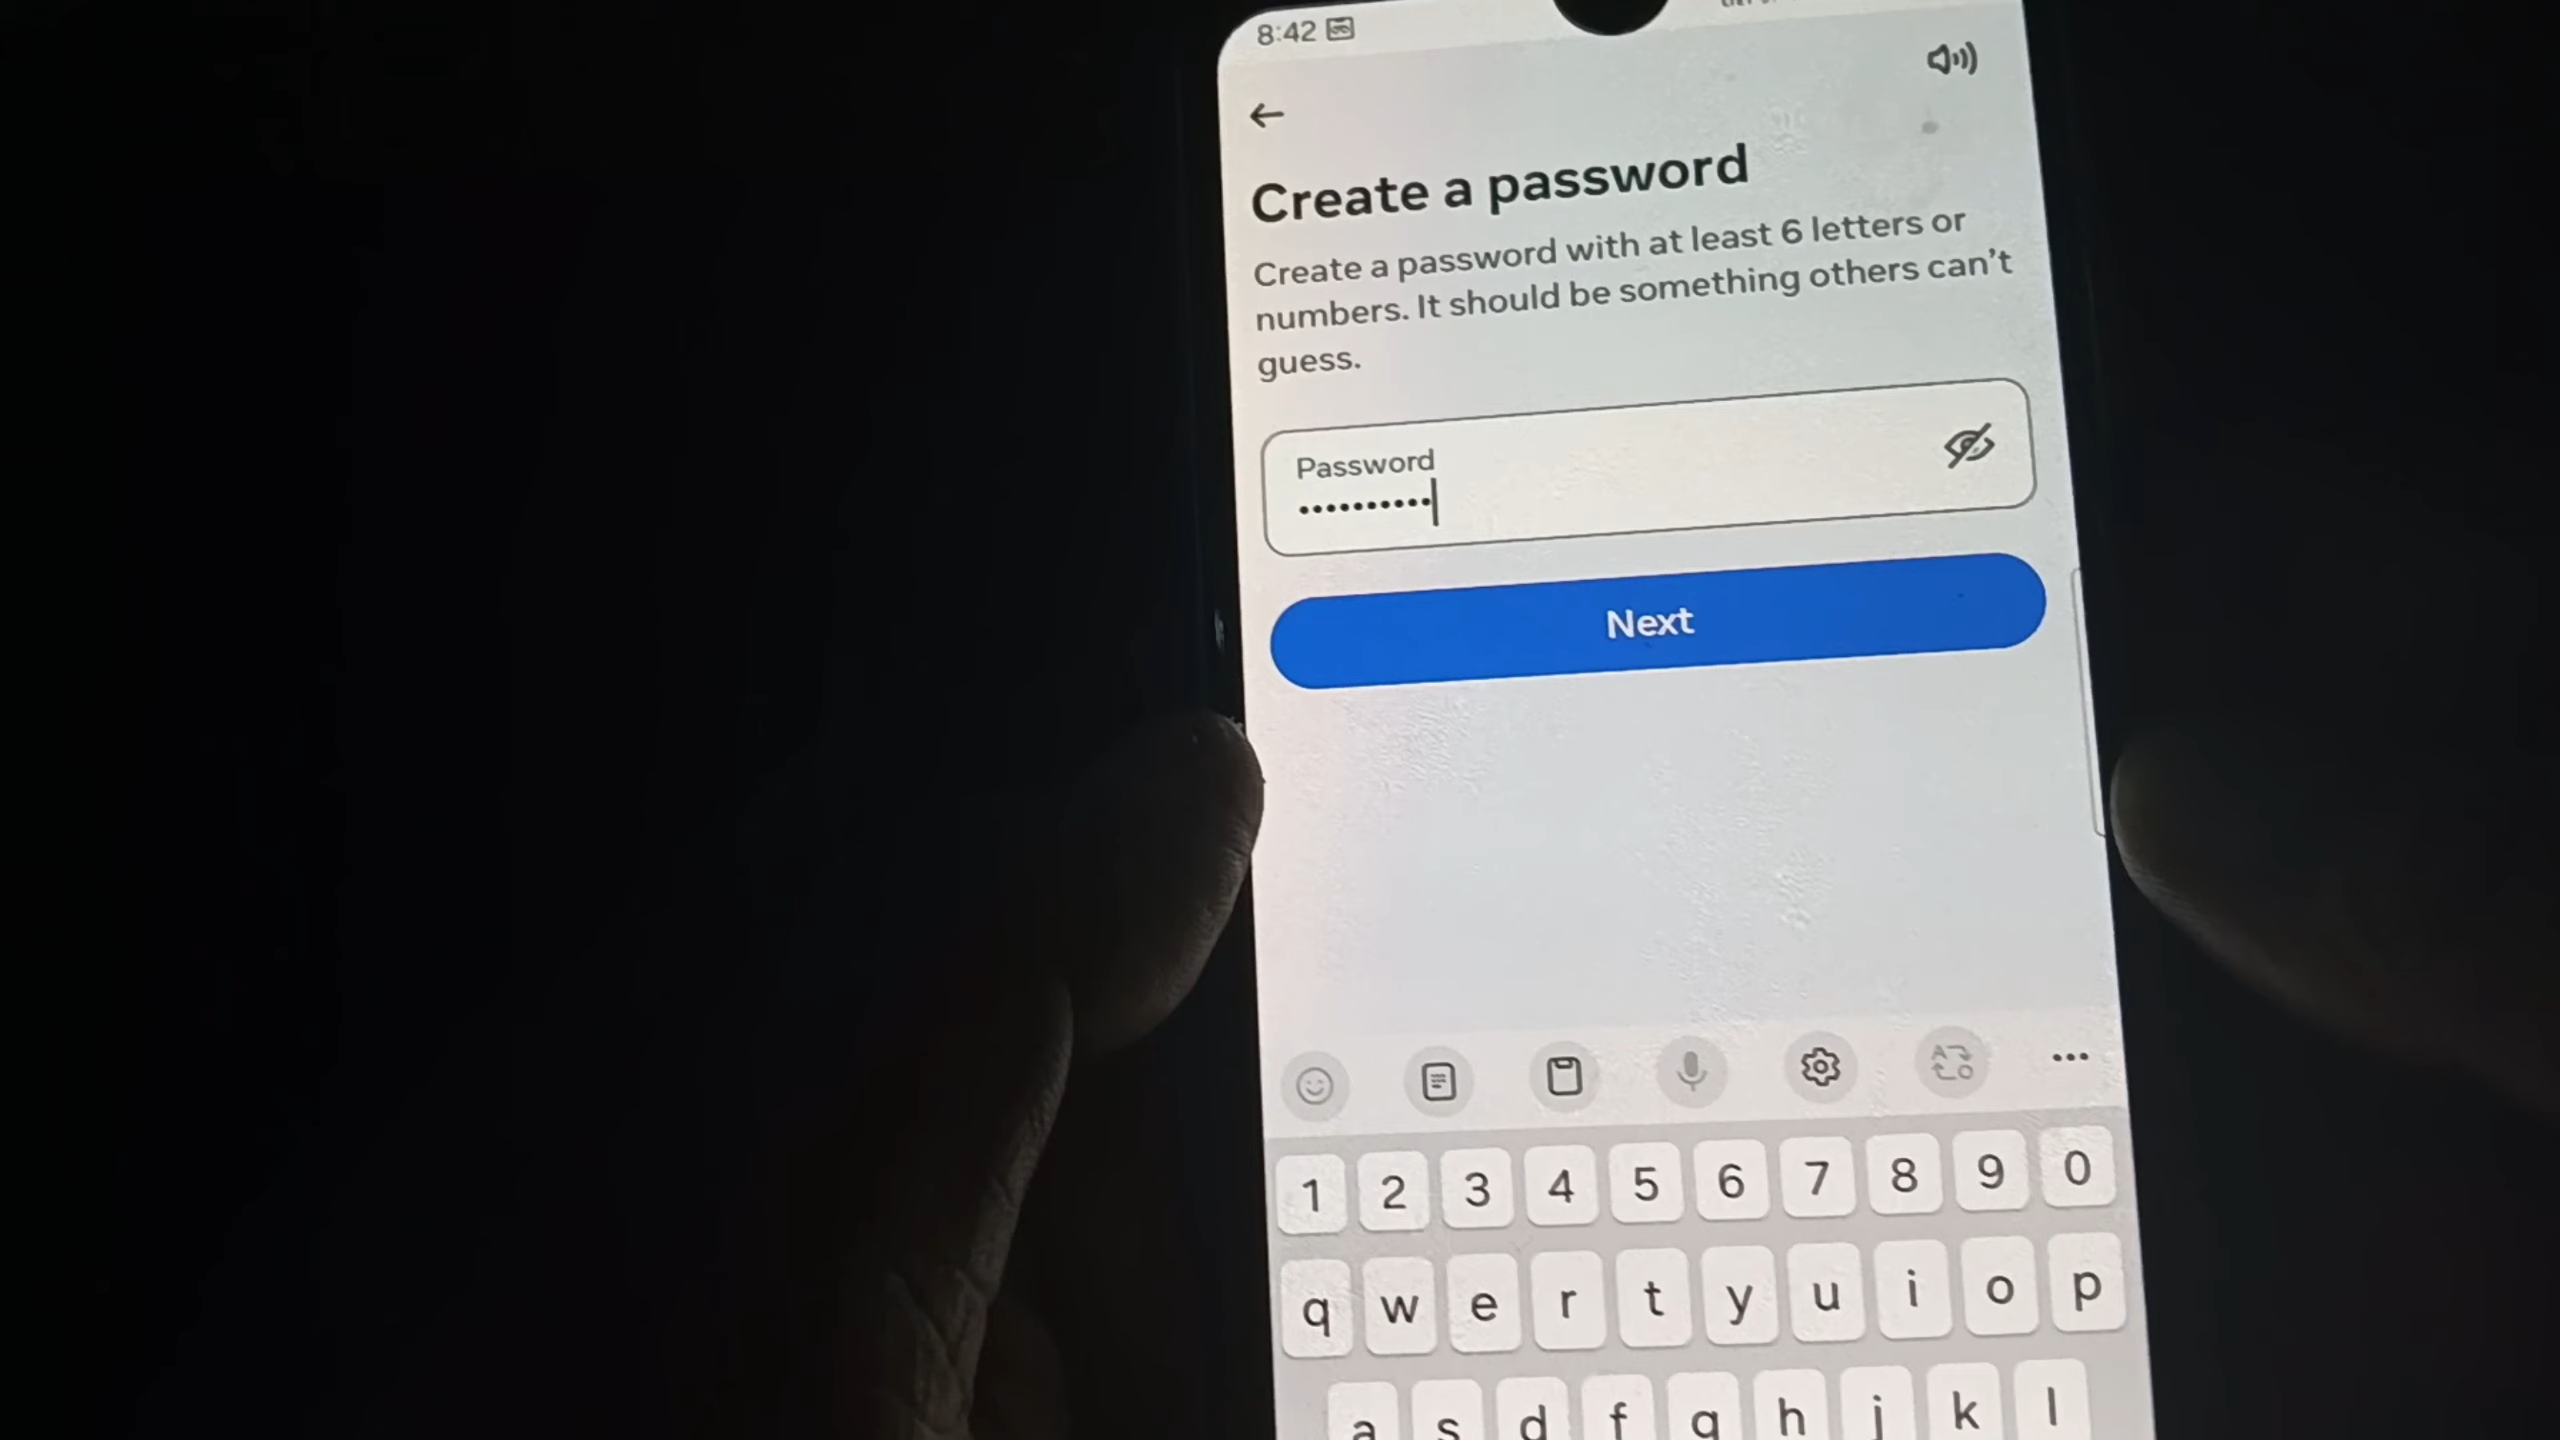 8:42
Create a password
Create a password with at least 6 letters or
numbers. It should be something others can't
guess.
Password
••••••••••
Next
1 2 3 4 5 6 7 8 9 0
q w e r t y u i o p
a s d f g h j k l